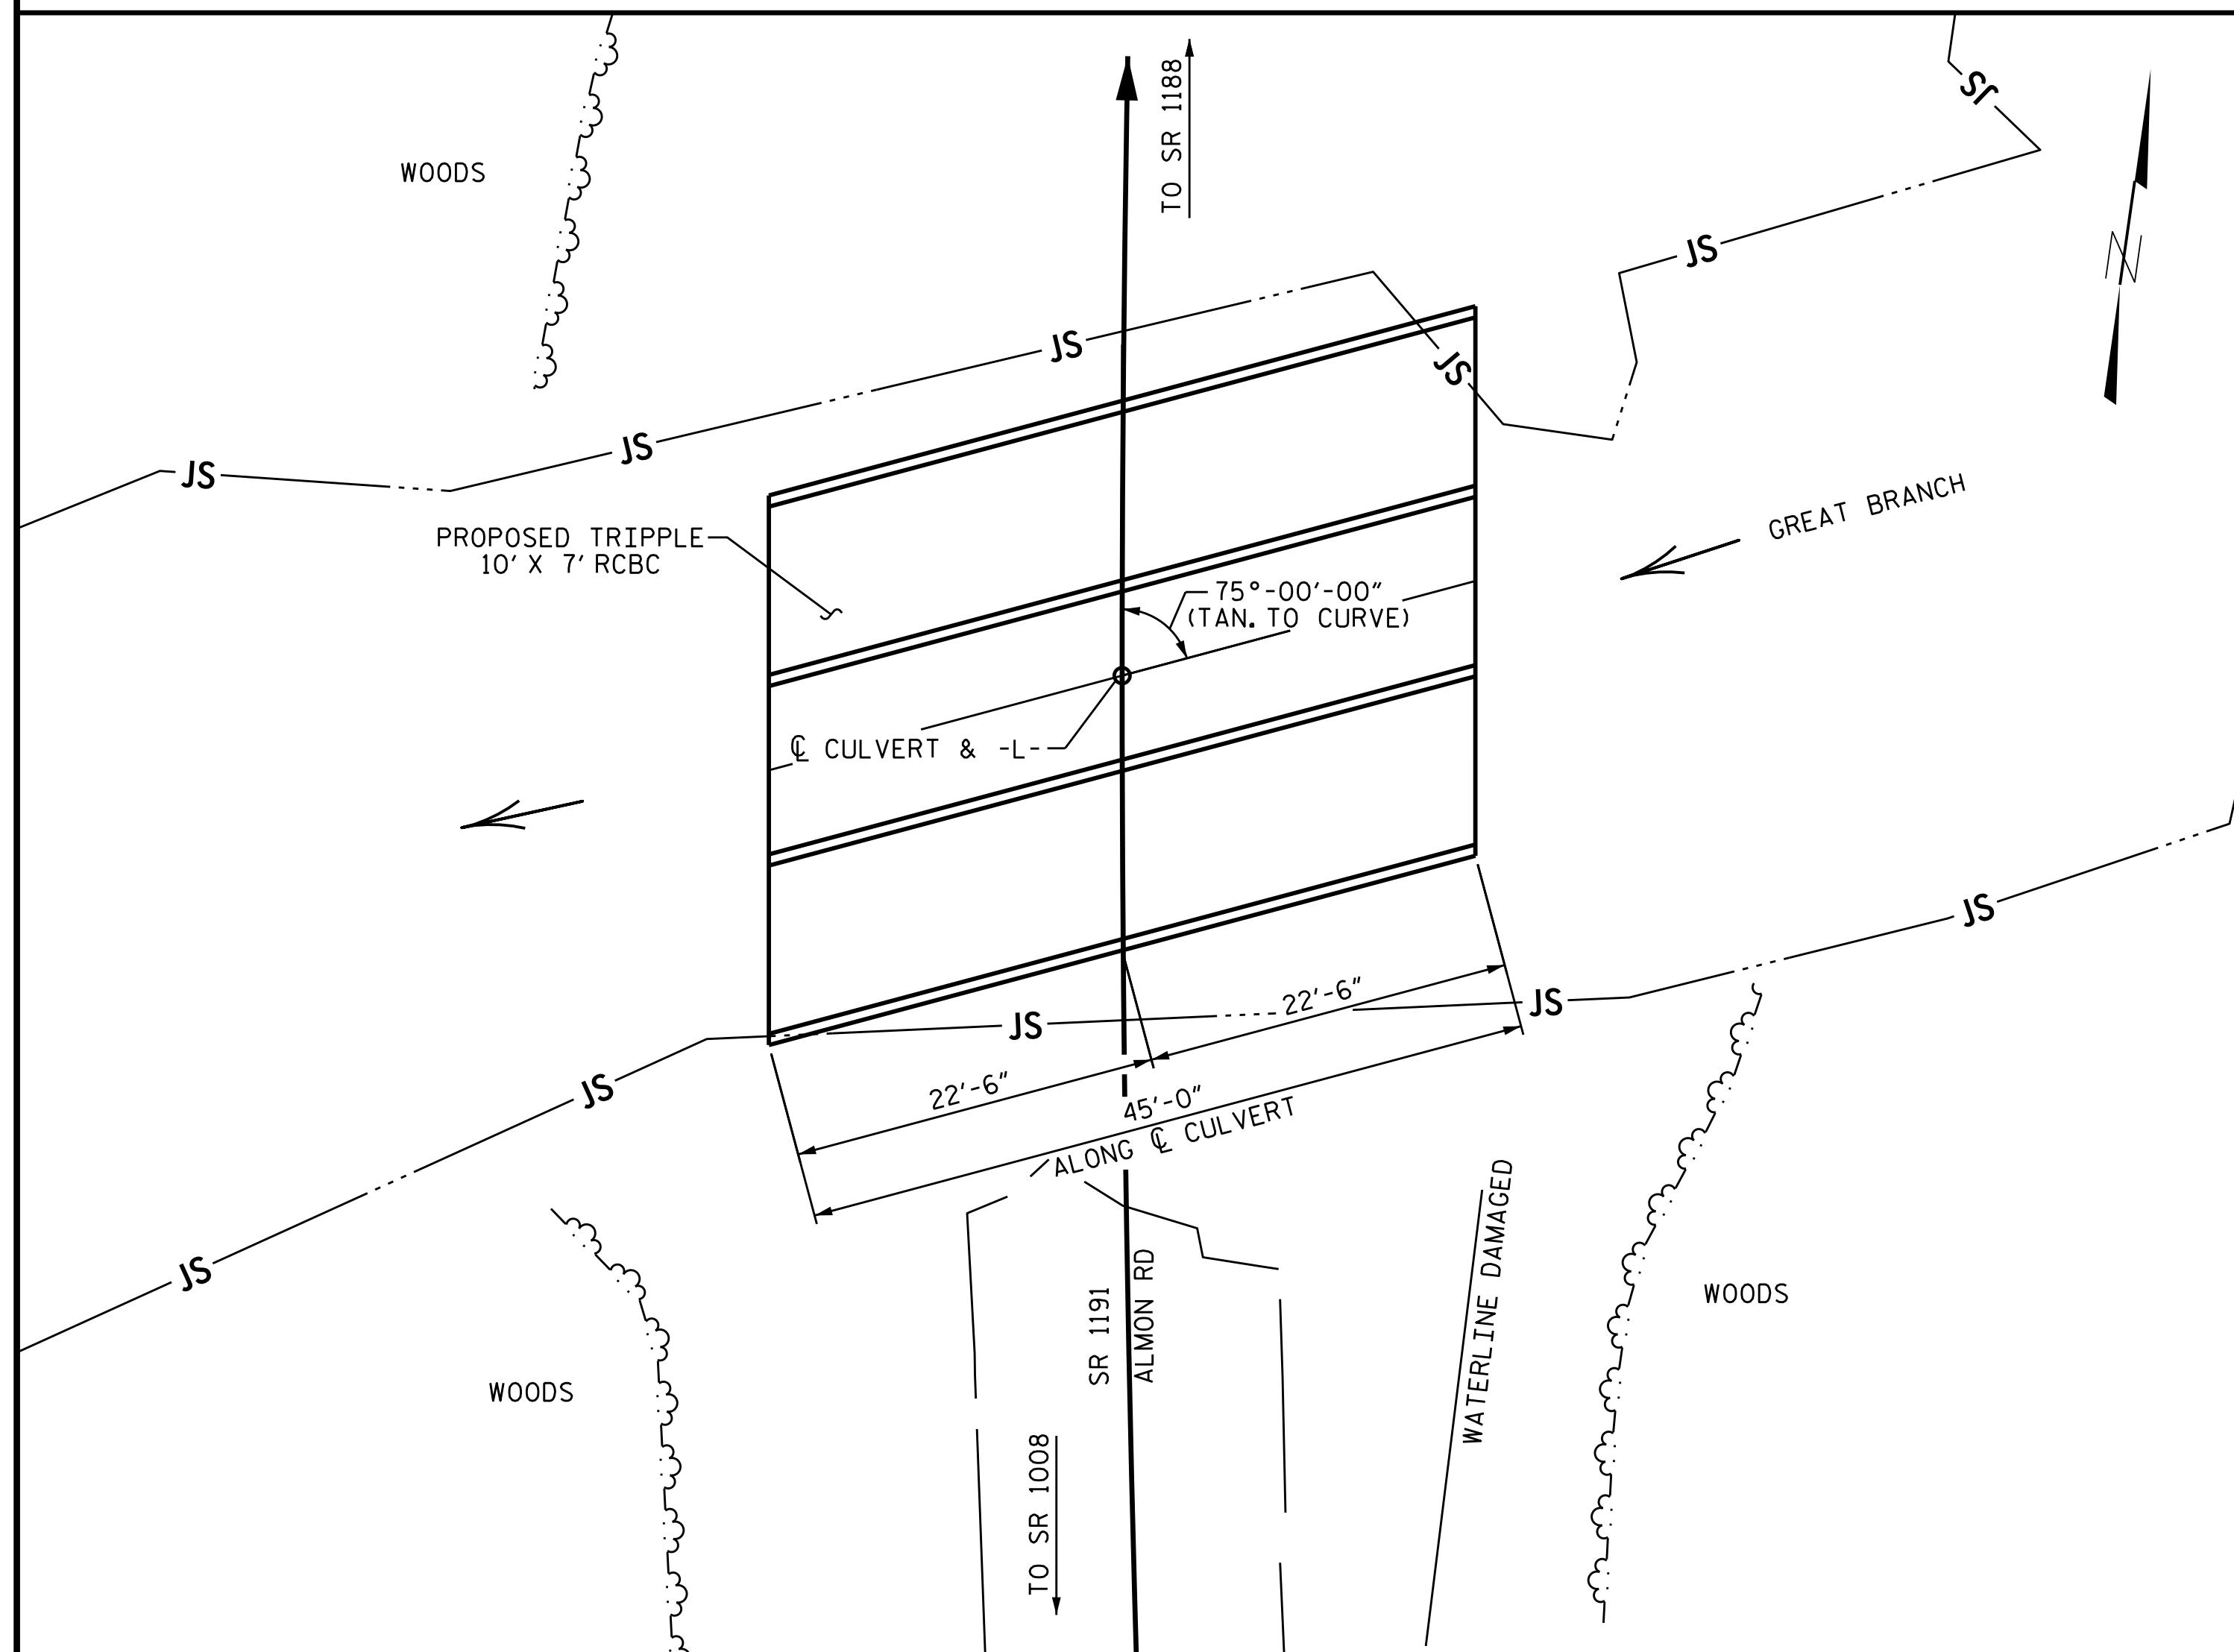 JS
TO SR 1188
WOODS
JS
N
JS
JS
JS
JS
GREAT BRANCH
PROPOSED TRIPPLE
10' X 7' RCBC
75°-00'-00"
(TAN. TO CURVE)
℄ CULVERT & -L-
JS
22'-6"
JS
JS
JS
22'-6"
45'-0"
ALONG ℄ CULVERT
JS
WATERLINE DAMAGED
SR 1191
ALMON RD
WOODS
WOODS
TO SR 1008